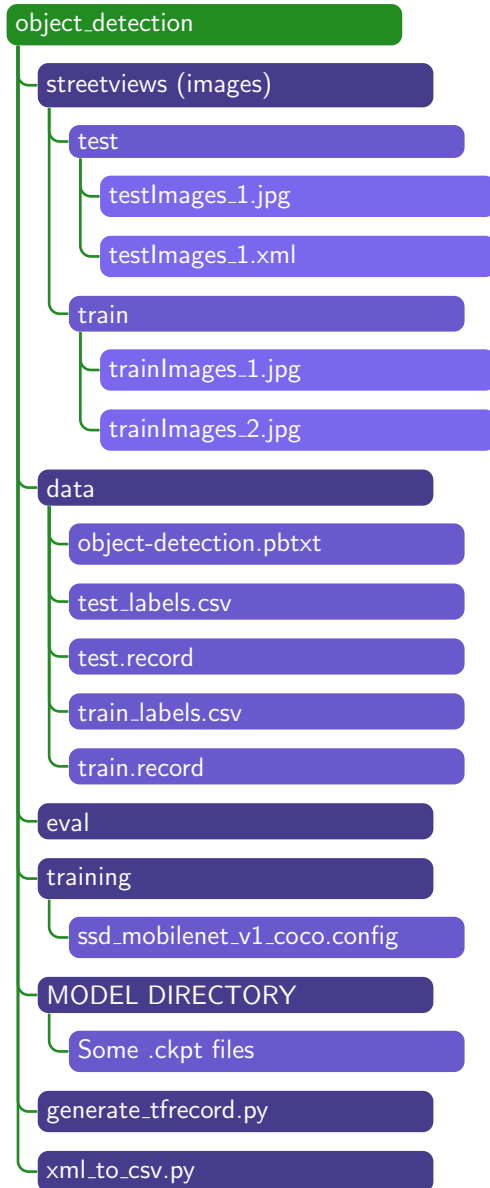 object_detection
streetviews (images)
test
testImages_1.jpg
testImages_1.xml
train
trainImages_1.jpg
trainImages_2.jpg
data
object-detection.pbtxt
test_labels.csv
test.record
train_labels.csv
train.record
eval
training
ssd_mobilenet_v1_coco.config
MODEL DIRECTORY
Some .ckpt files
generate_tfrecord.py
xml_to_csv.py